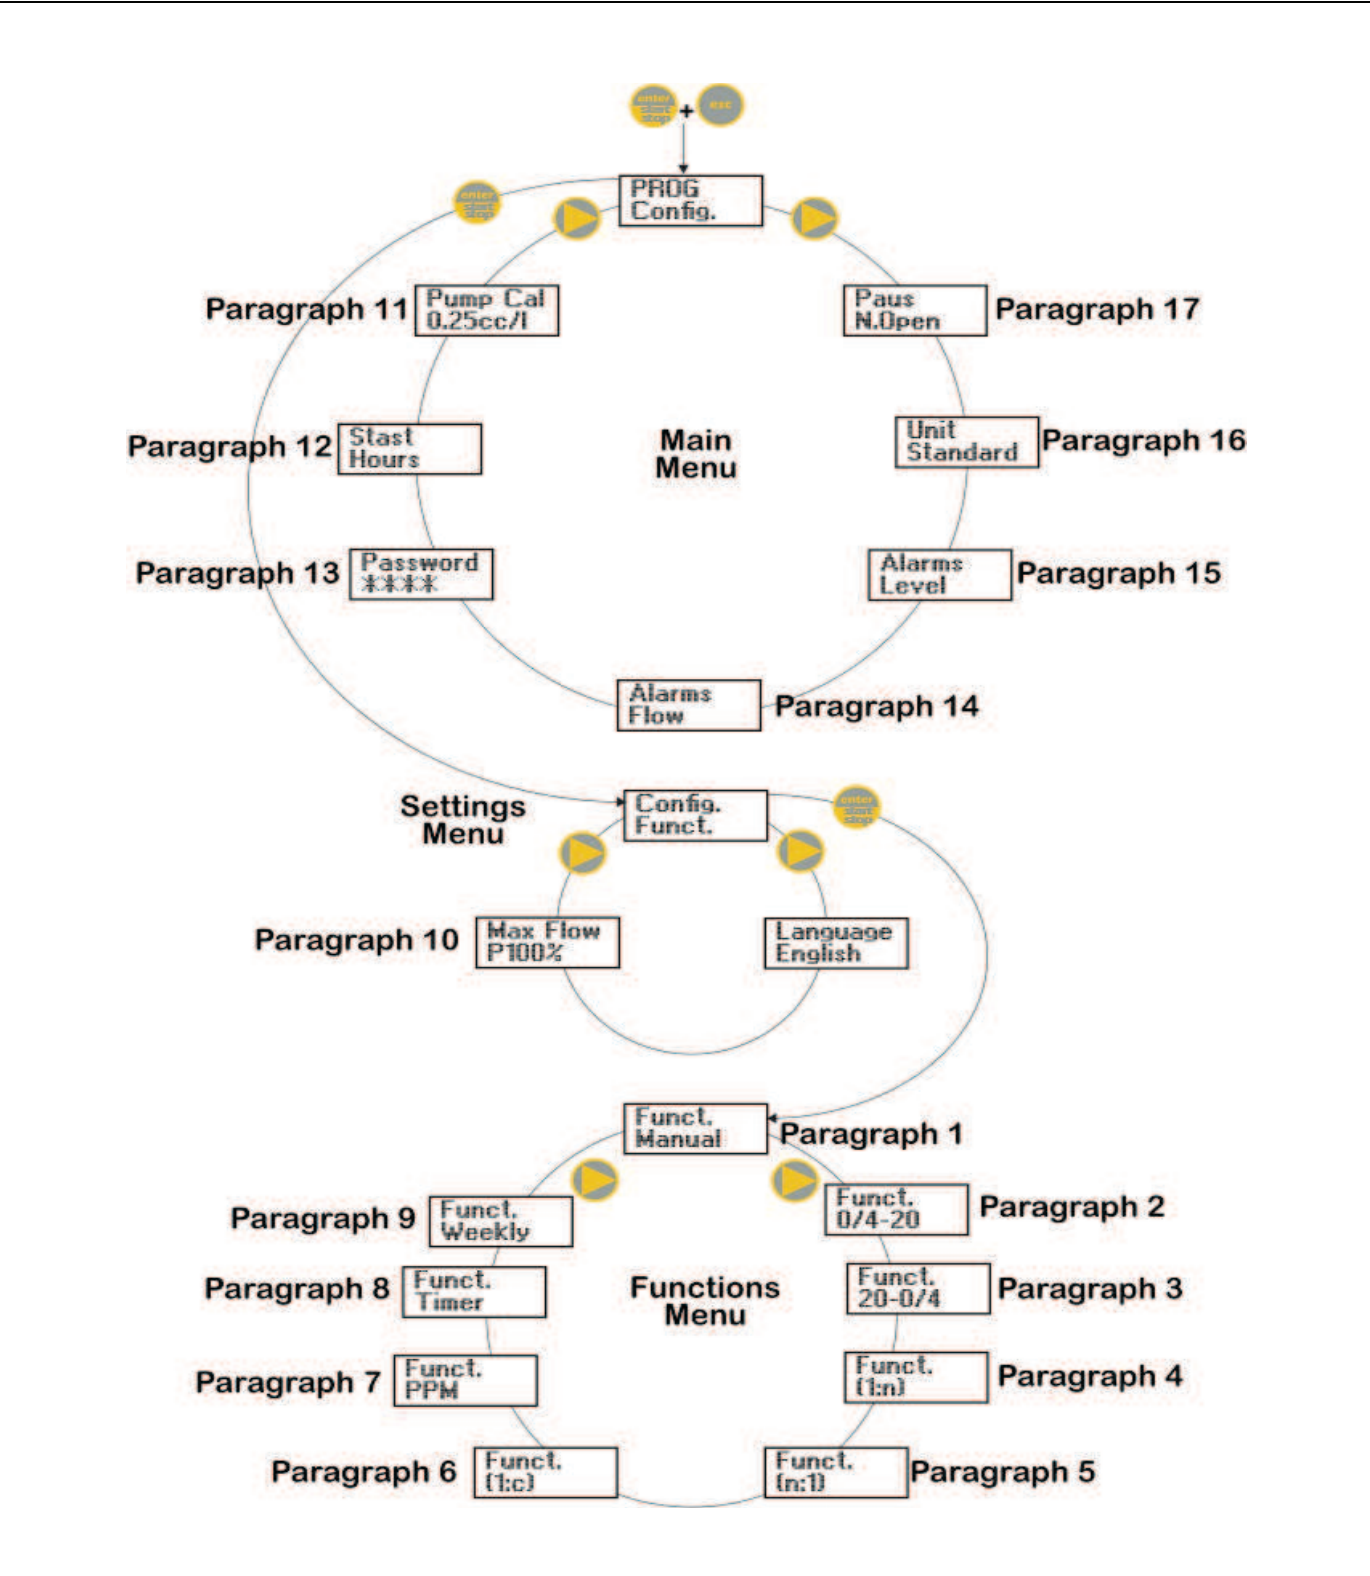 enter
start
stop
+
esc
PROG
Config.
enter
start
stop
Paragraph 11
Pump Cal
0.25cc/l
Paus
N.Open
Paragraph 17
Paragraph 12
Stast
Hours
Main
Menu
Unit
Standard
Paragraph 16
Paragraph 13
Password
****
Alarms
Level
Paragraph 15
Alarms
Flow
Paragraph 14
Settings
Menu
Config.
Funct.
enter
start
stop
Paragraph 10
Max Flow
P100%
Language
English
Funct.
Manual
Paragraph 1
Paragraph 9
Funct.
Weekly
Funct.
0/4-20
Paragraph 2
Paragraph 8
Funct.
Timer
Functions
Menu
Funct.
20-0/4
Paragraph 3
Paragraph 7
Funct.
PPM
Funct.
(1:n)
Paragraph 4
Paragraph 6
Funct.
(1:c)
Funct.
(n:1)
Paragraph 5